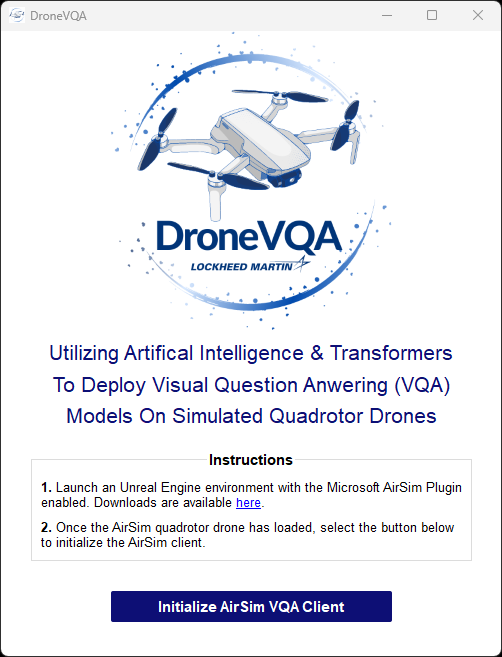 DroneVQA
DroneVQA
LOCKHEED MARTIN
Utilizing Artifical Intelligence & Transformers
To Deploy Visual Question Anwering (VQA)
Models On Simulated Quadrotor Drones
Instructions
1. Launch an Unreal Engine environment with the Microsoft AirSim Plugin
enabled. Downloads are available here.
2. Once the AirSim quadrotor drone has loaded, select the button below
to initialize the AirSim client.
Initialize AirSim VQA Client